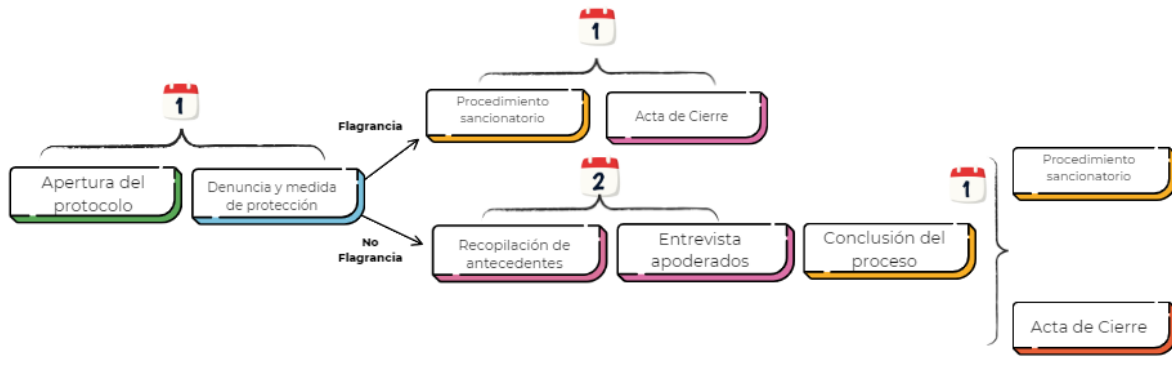 1
Procedimiento
sancionatorio
Acta de Cierre
1
Flagrancia
Apertura del
protocolo
Denuncia y medida
de protección
No
Flagrancia
2
Recopilación de
antecedentes
Entrevista
apoderados
Conclusión del
proceso
1
Procedimiento
sancionatorio
Acta de Cierre